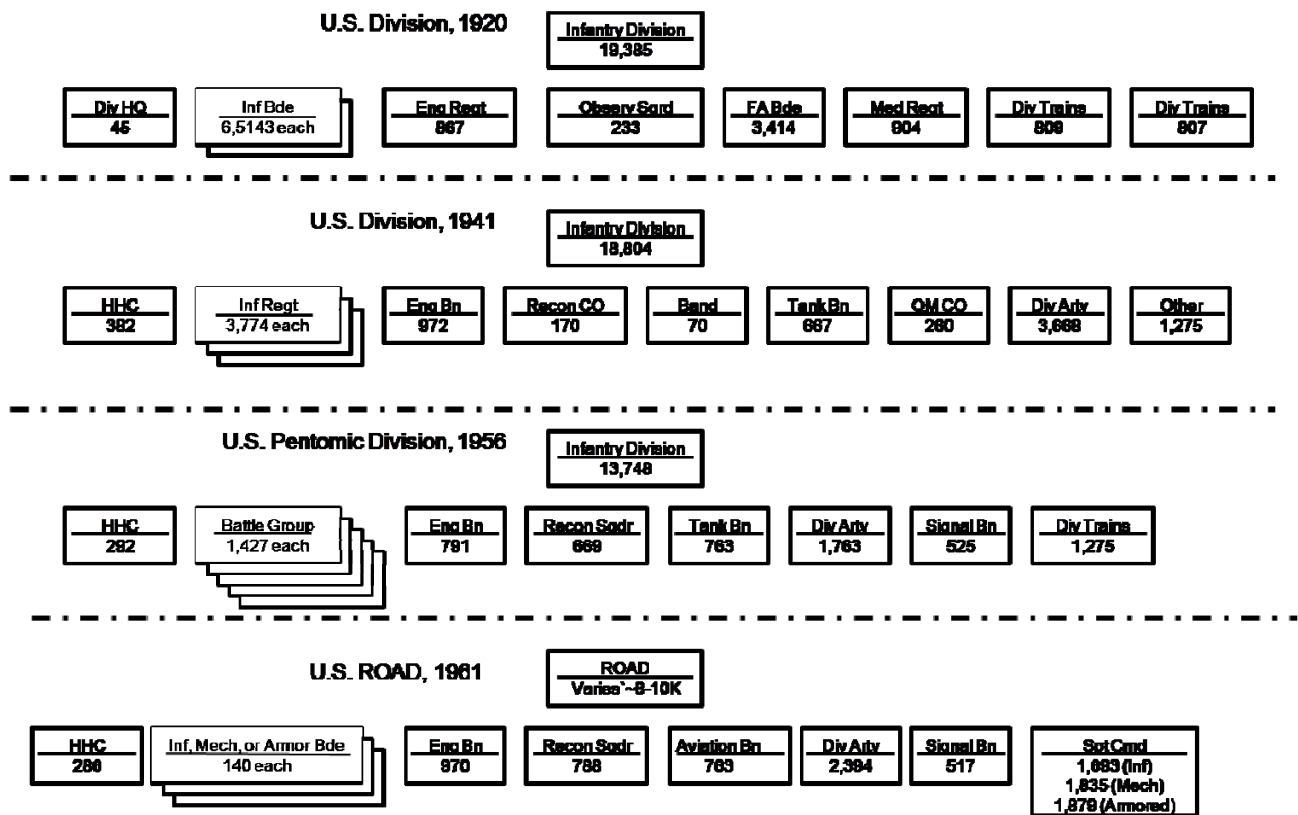 U.S. Division, 1920
Infantry Division
19,385
Div HQ
45
Inf Bde
6,5143 each
Eng Regt
867
Observ Sqrd
233
FA Bde
3,414
Med Regt
904
Div Trains
809
Div Trains
807
U.S. Division, 1941
Infantry Division
18,804
HHC
382
Inf Regt
3,774 each
Eng Bn
972
Recon CO
170
Band
70
Tank Bn
667
QM CO
260
Div Arty
3,668
Other
1,275
U.S. Pentomic Division, 1956
Infantry Division
13,748
HHC
292
Battle Group
1,427 each
Eng Bn
791
Recon Sqdr
669
Tank Bn
763
Div Arty
1,763
Signal Bn
525
Div Trains
1,275
U.S. ROAD, 1961
ROAD
Varies ~8-10K
HHC
286
Inf, Mech, or Armor Bde
140 each
Eng Bn
970
Recon Sqdr
788
Aviation Bn
763
Div Arty
2,394
Signal Bn
517
Spt Cmd
(Inf)
1,835 (Mech)
1,879 (Armored)